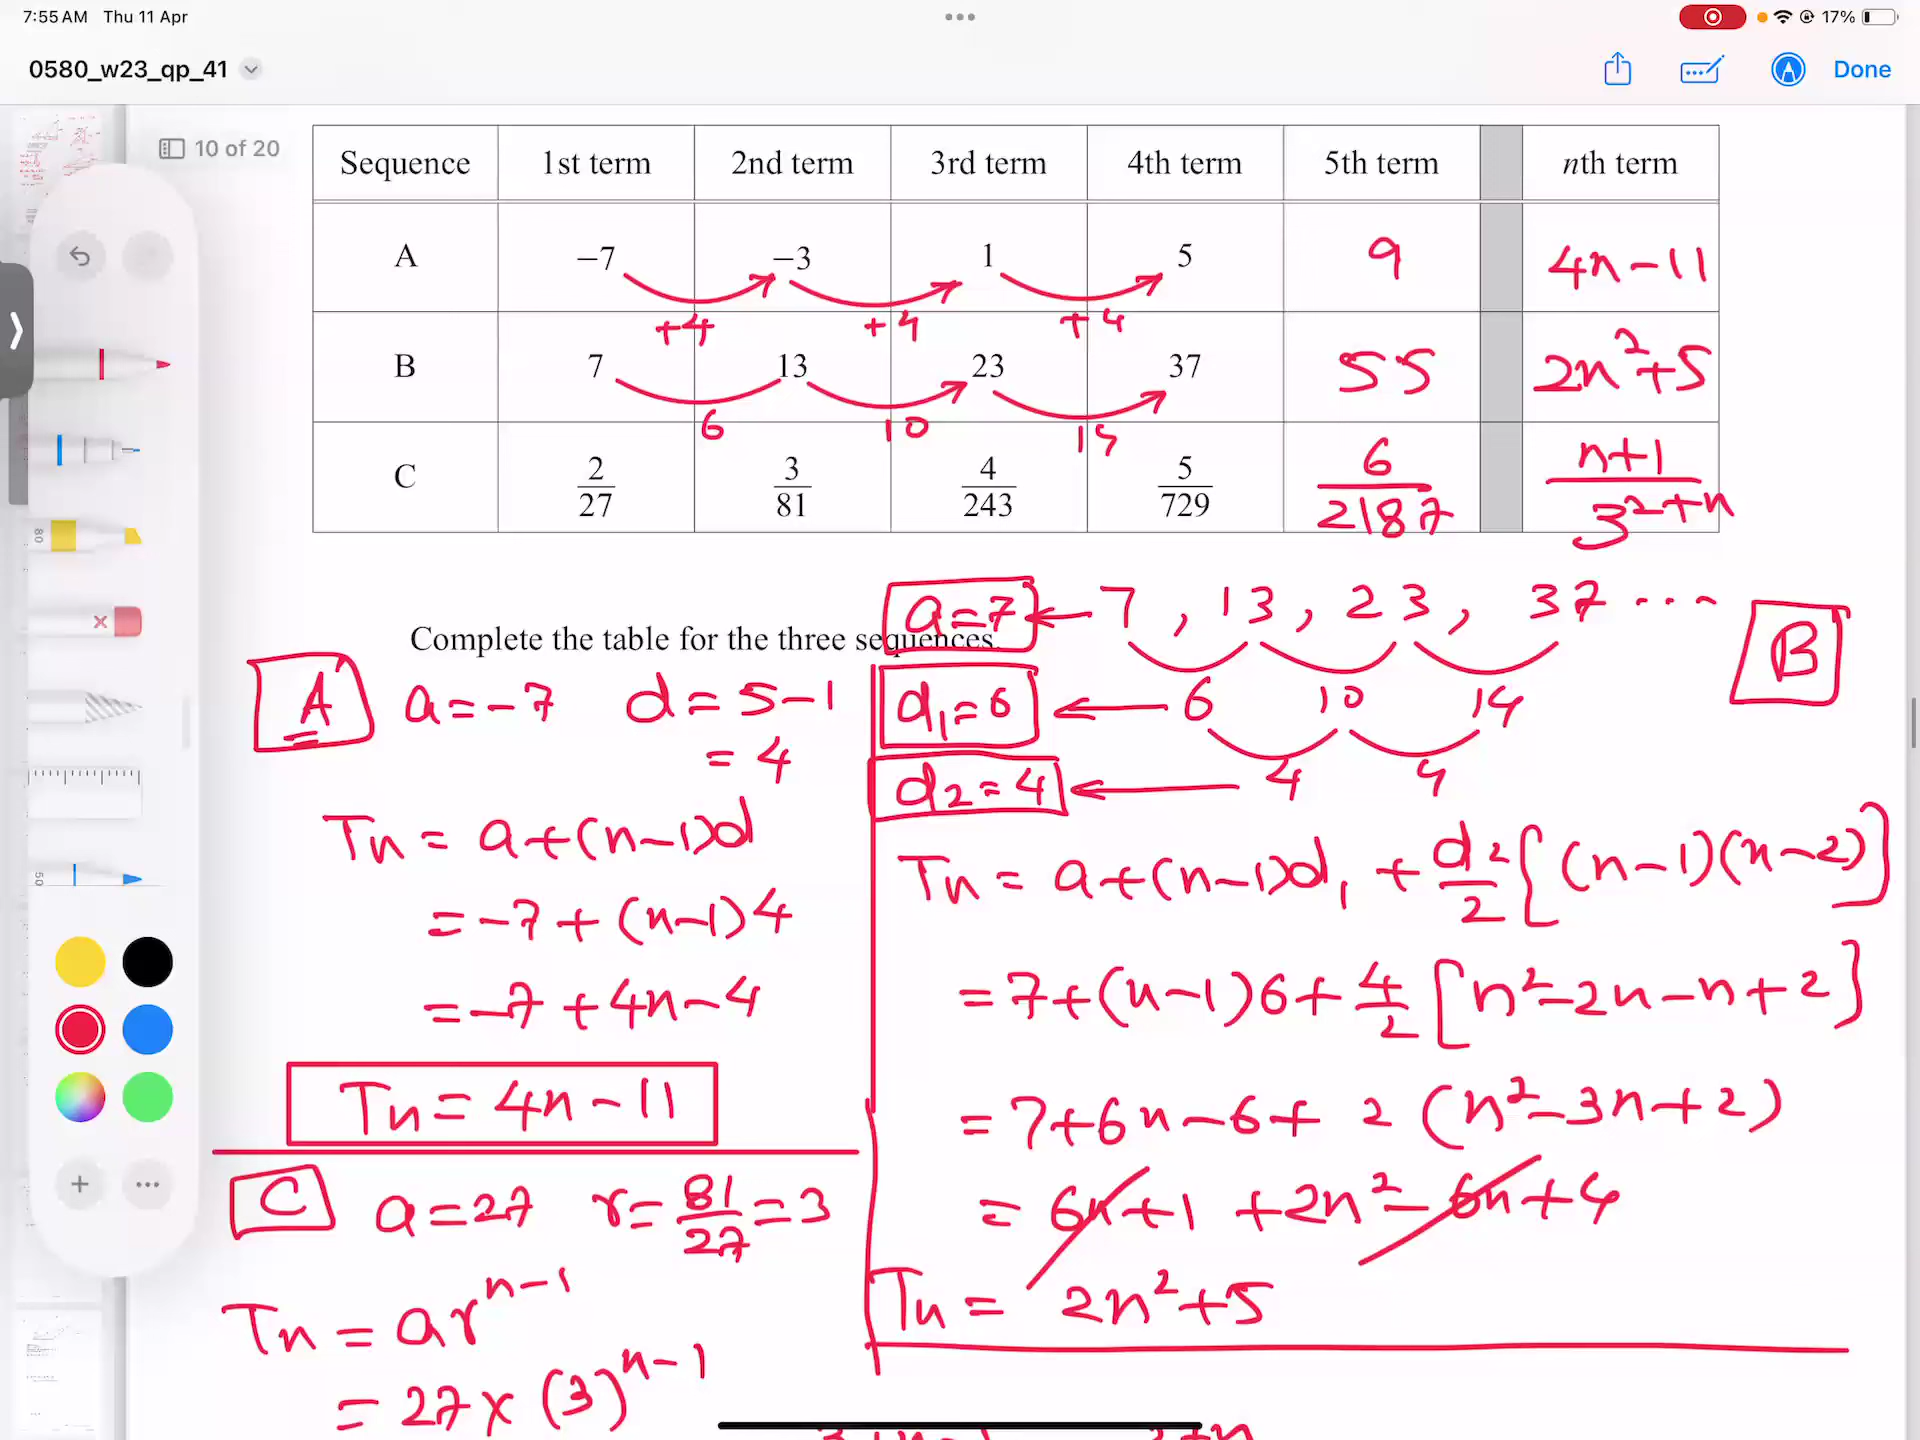 7:55 AM Thu 11 Apr
17%
0580_w23_qp_41
Done
10 of 20
Sequence 1st term 2nd term 3rd term 4th term 5th term nth term
A −7 −3 1 5 9 4n−11
+4 +4 +4
B 7 13 23 37 55 2n²+5
6 10 14
C 2/27 3/81 4/243 5/729 6/2187 (n+1)/3^(2+n)
Complete the table for the three sequences.
A
a=−7 d=5−1
=4
Tn = a+(n−1)d
=−7+(n−1)4
=−7+4n−4
Tn = 4n−11
a=7 ← 7, 13, 23, 37 ...
B
d₁=6 ← 6 10 14
d₂=4 ← 4 4
Tn = a+(n−1)d₁ + d₂/2 [(n−1)(n−2)]
=7+(n−1)6+4/2 [n²−2n−n+2]
=7+6n−6+2(n²−3n+2)
=6n+1+2n²−6n+4
Tn = 2n²+5
C
a=27 r=81/27=3
Tn = ar^(n−1)
=27×(3)^(n−1)
80
50